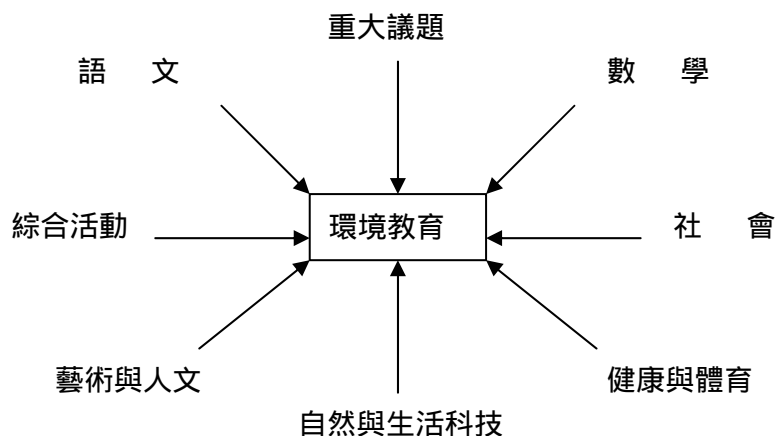 重大議題
語　文
數　學
綜合活動
環境教育
社　會
藝術與人文
健康與體育
自然與生活科技